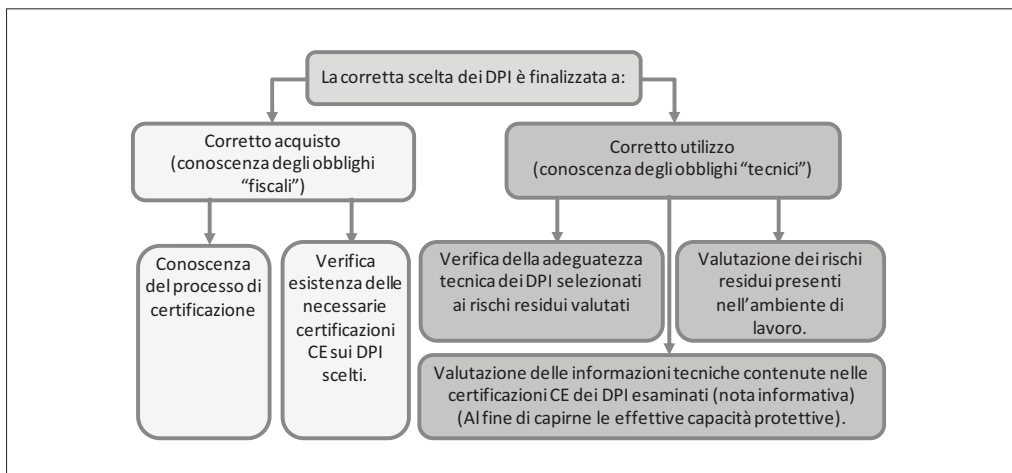 La corretta scelta dei DPI è finalizzata a:
Corretto acquisto
(conoscenza degli obblighi
“fiscali”)
Corretto utilizzo
(conoscenza degli obblighi “tecnici”)
Conoscenza
del processo di
certificazione
Verifica
esistenza delle
necessarie
certificazioni
CE sui DPI
scelti.
Verifica della adeguatezza
tecnica dei DPI selezionati
ai rischi residui valutati
Valutazione dei rischi
residui presenti
nell’ambiente di
lavoro.
Valutazione delle informazioni tecniche contenute nelle
certificazioni CE dei DPI esaminati (nota informativa)
(Al fine di capirne le effettive capacità protettive).